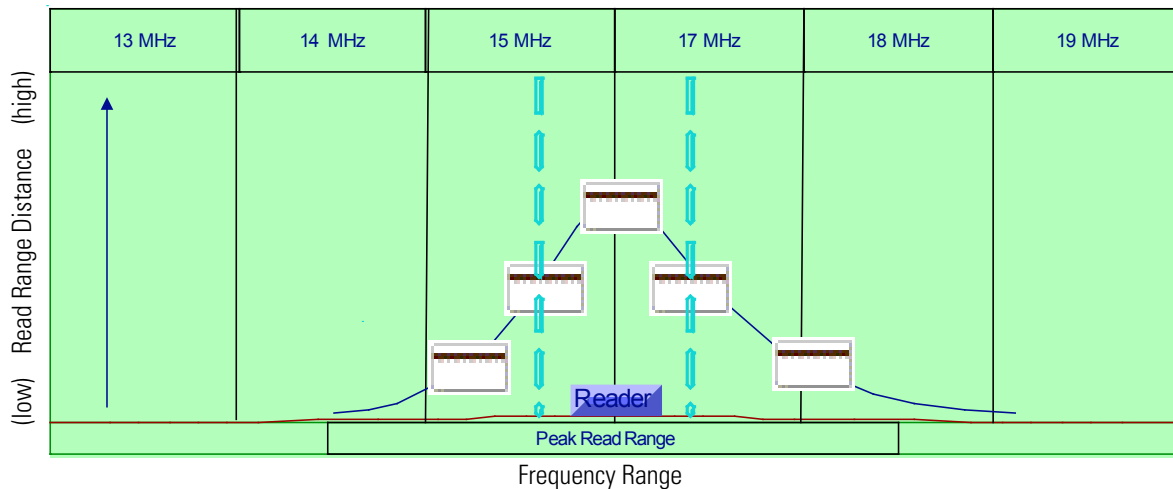 13 MHz
14 MHz
15 MHz
17 MHz
18 MHz
19 MHz
(low) Read Range Distance (high)
Reader
Peak Read Range
Frequency Range